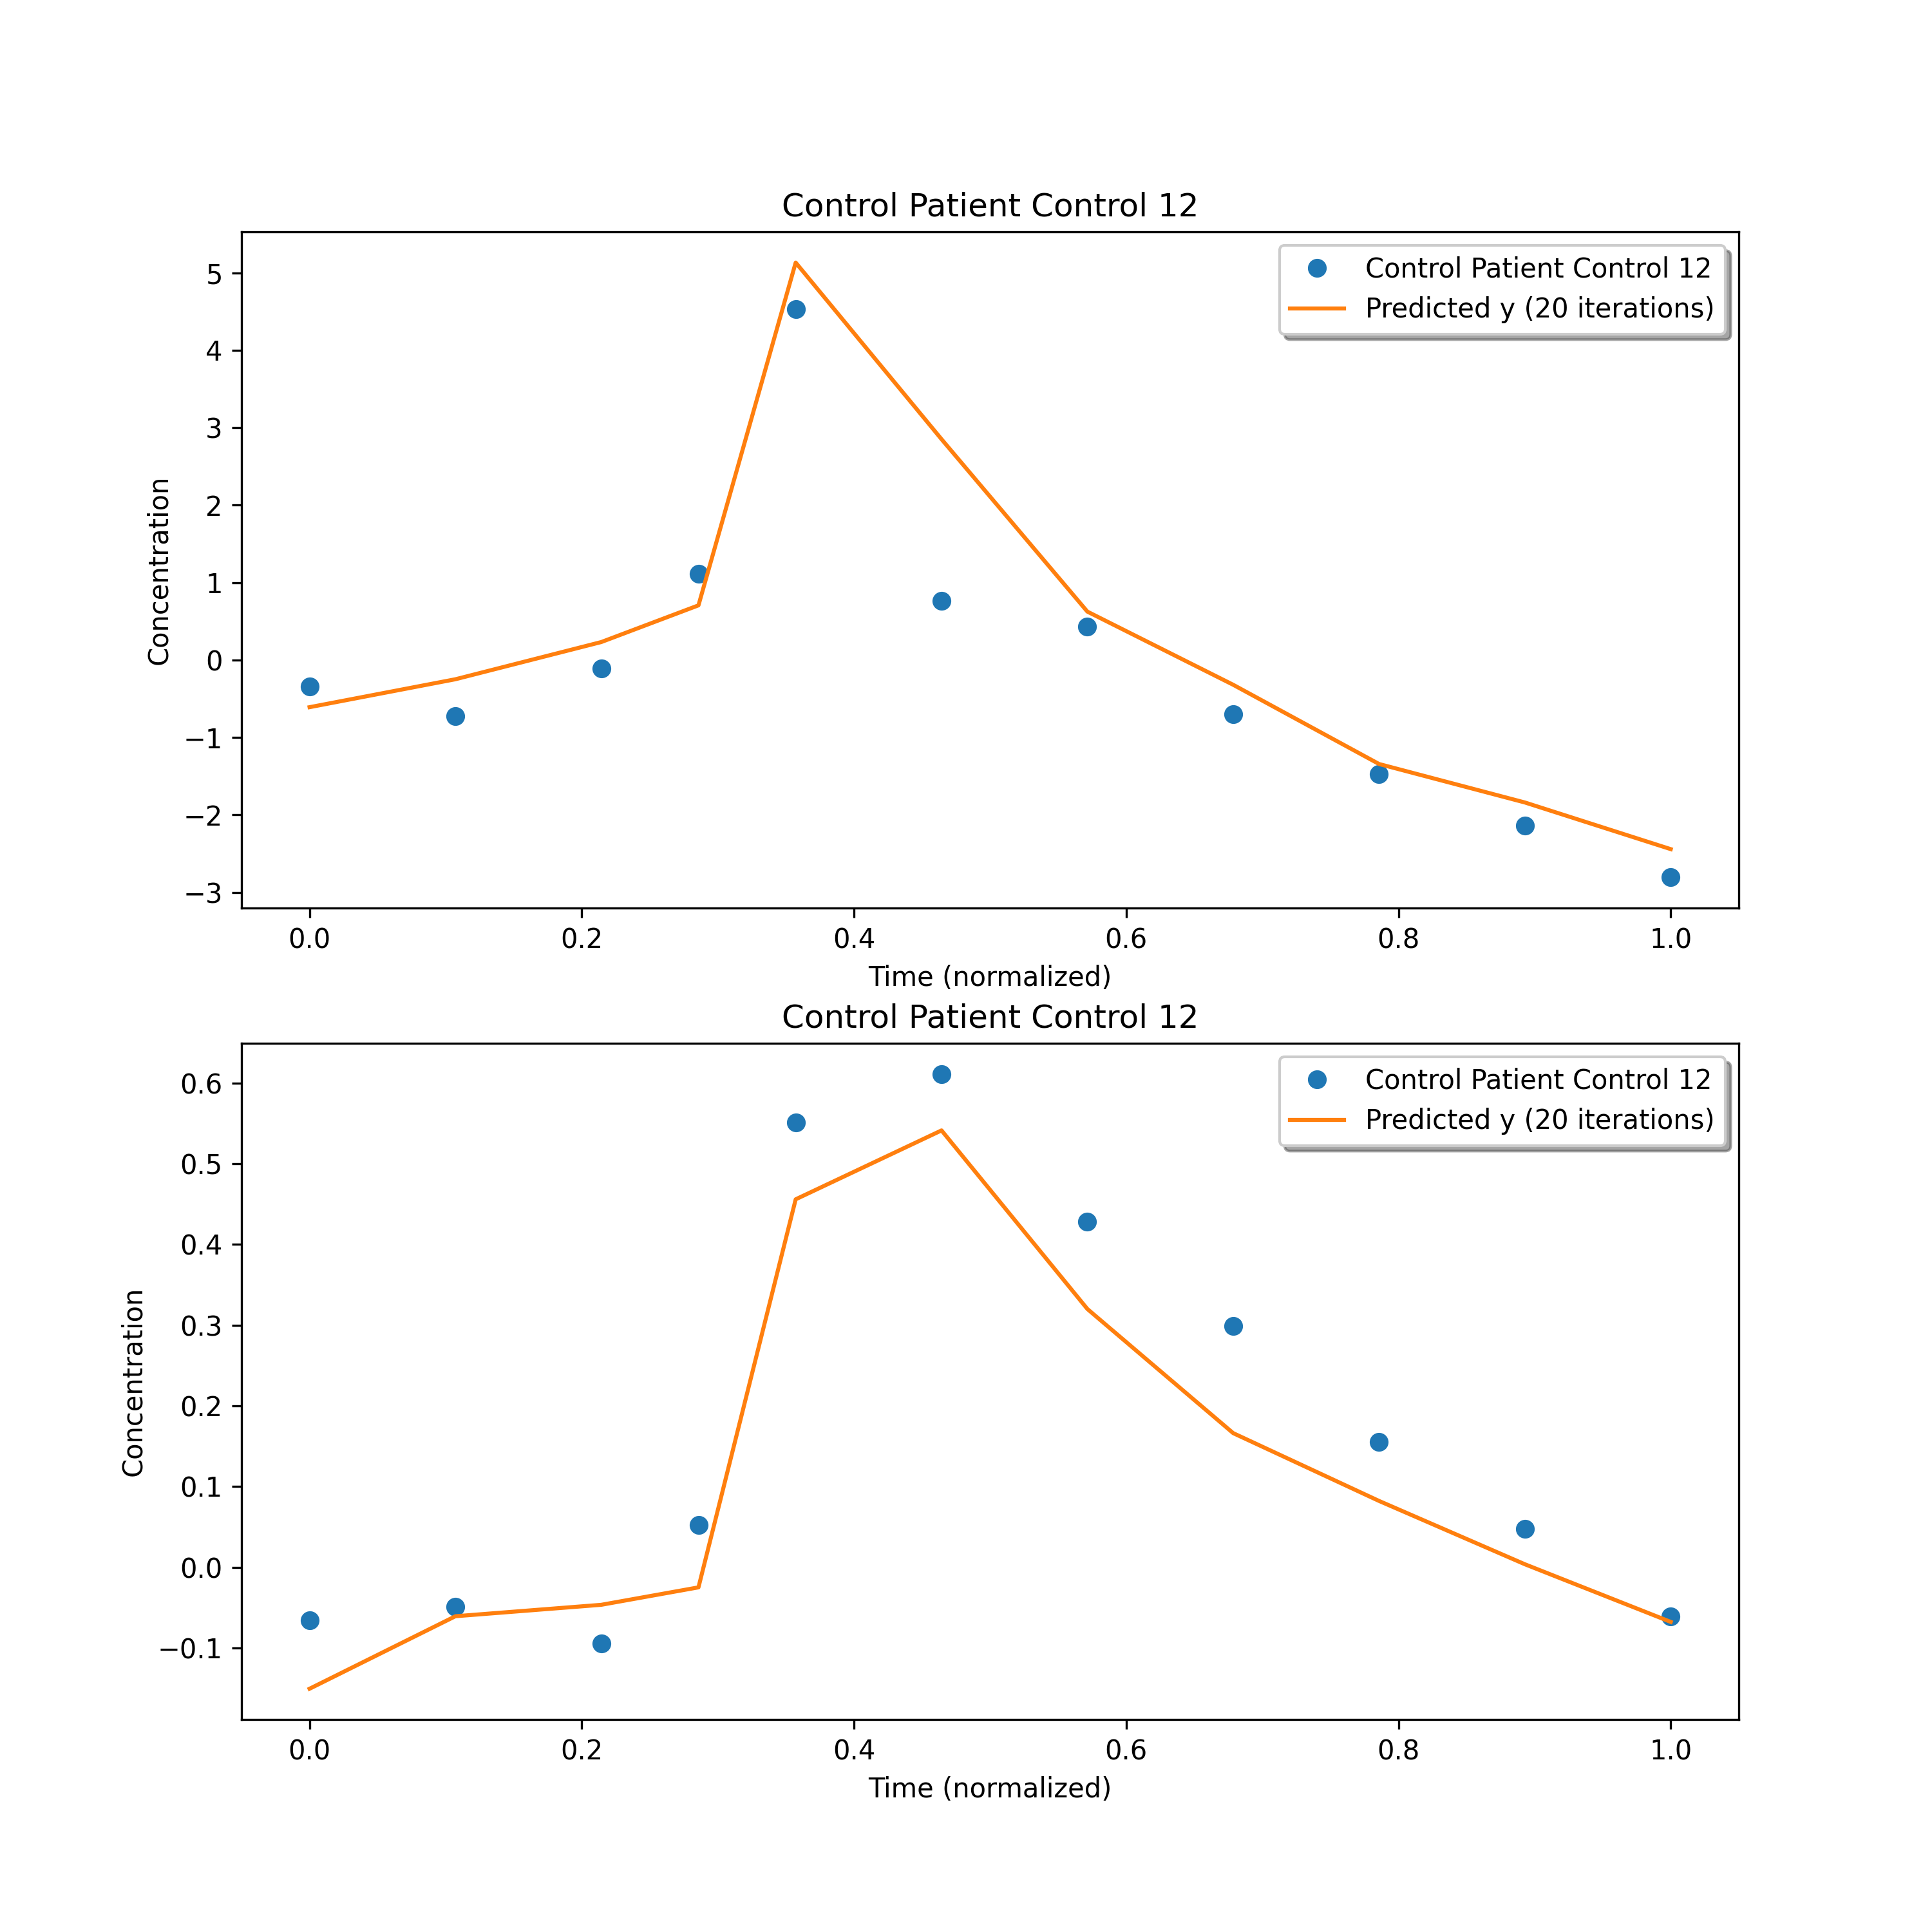 Control Patient Control 12
Control Patient Control 12
Predicted y (20 iterations)
5
4
3
2
1
0
−1
−2
−3
Concentration
0.0 0.2 0.4 0.6 0.8 1.0
Time (normalized)
Control Patient Control 12
Control Patient Control 12
Predicted y (20 iterations)
0.6
0.5
0.4
0.3
0.2
0.1
0.0
−0.1
Concentration
0.0 0.2 0.4 0.6 0.8 1.0
Time (normalized)